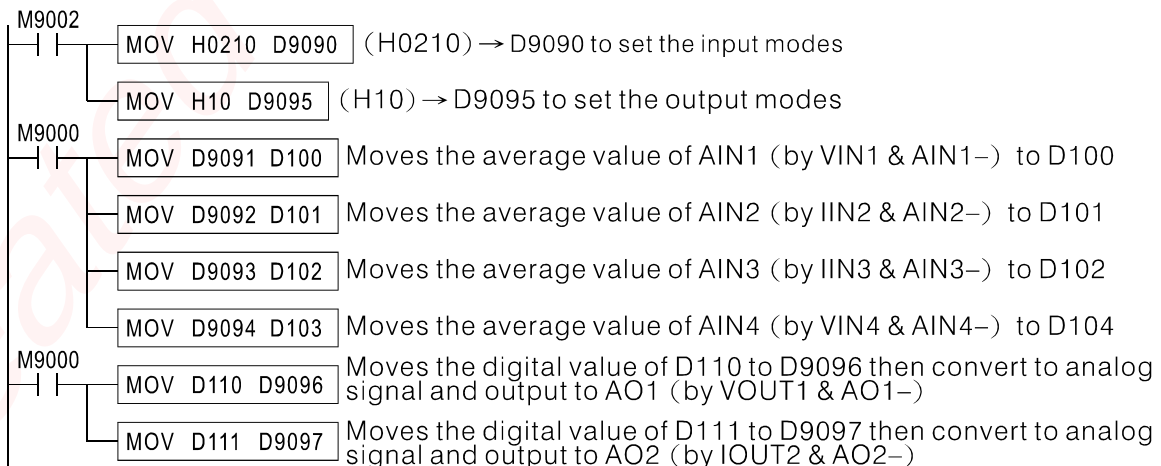 M9002
MOV H0210 D9090 (H0210)→D9090 to set the input modes
MOV H10 D9095 (H10)→D9095 to set the output modes
M9000
MOV D9091 D100 Moves the average value of AIN1 (by VIN1 & AIN1–) to D100
MOV D9092 D101 Moves the average value of AIN2 (by IIN2 & AIN2–) to D101
MOV D9093 D102 Moves the average value of AIN3 (by IIN3 & AIN3–) to D102
MOV D9094 D103 Moves the average value of AIN4 (by VIN4 & AIN4–) to D104
M9000
MOV D110 D9096 Moves the digital value of D110 to D9096 then convert to analog
signal and output to AO1 (by VOUT1 & AO1–)
MOV D111 D9097 Moves the digital value of D111 to D9097 then convert to analog
signal and output to AO2 (by IOUT2 & AO2–)